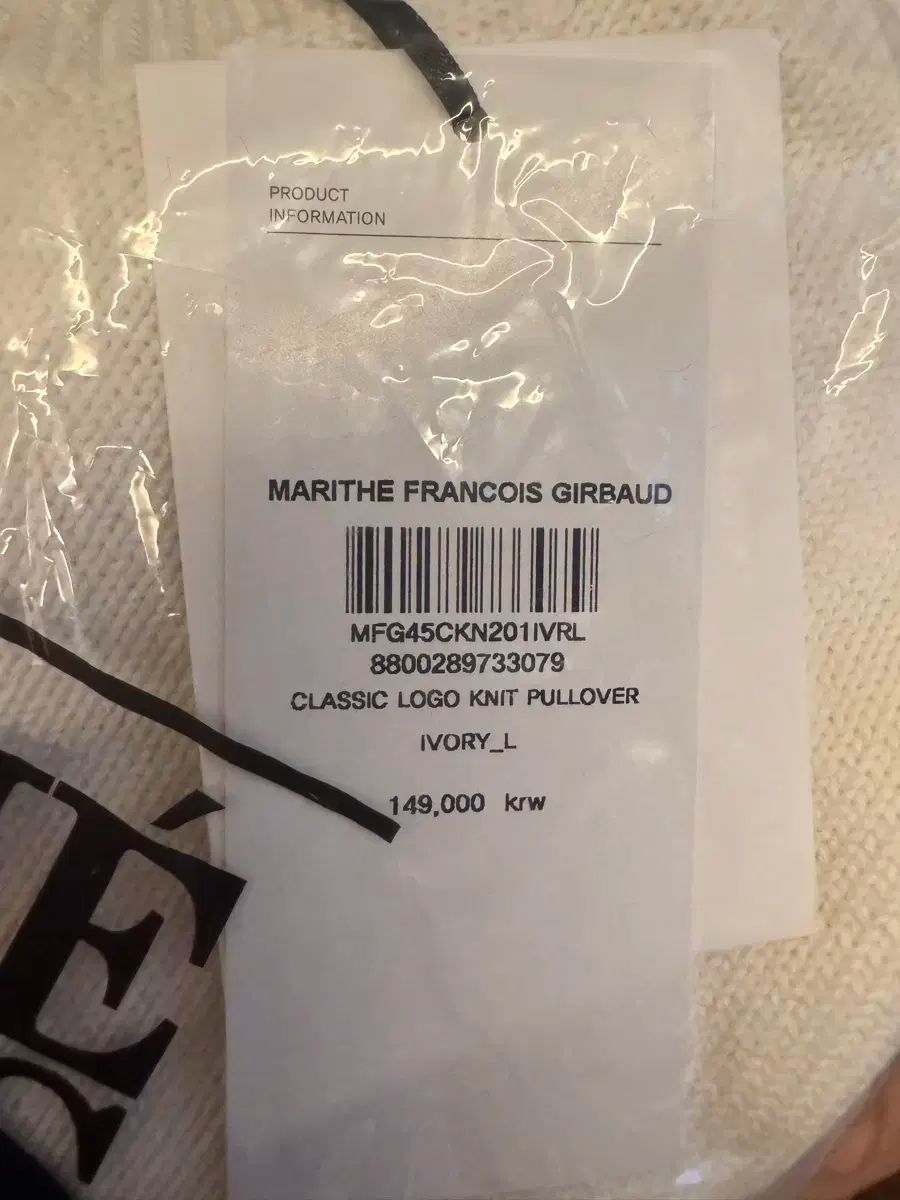 PRODUCT
INFORMATION
MARITHE FRANCOIS GIRBAUD
MFG45CKN201IVRL
8800289733079
CLASSIC LOGO KNIT PULLOVER
IVORY_L
149,000 krw